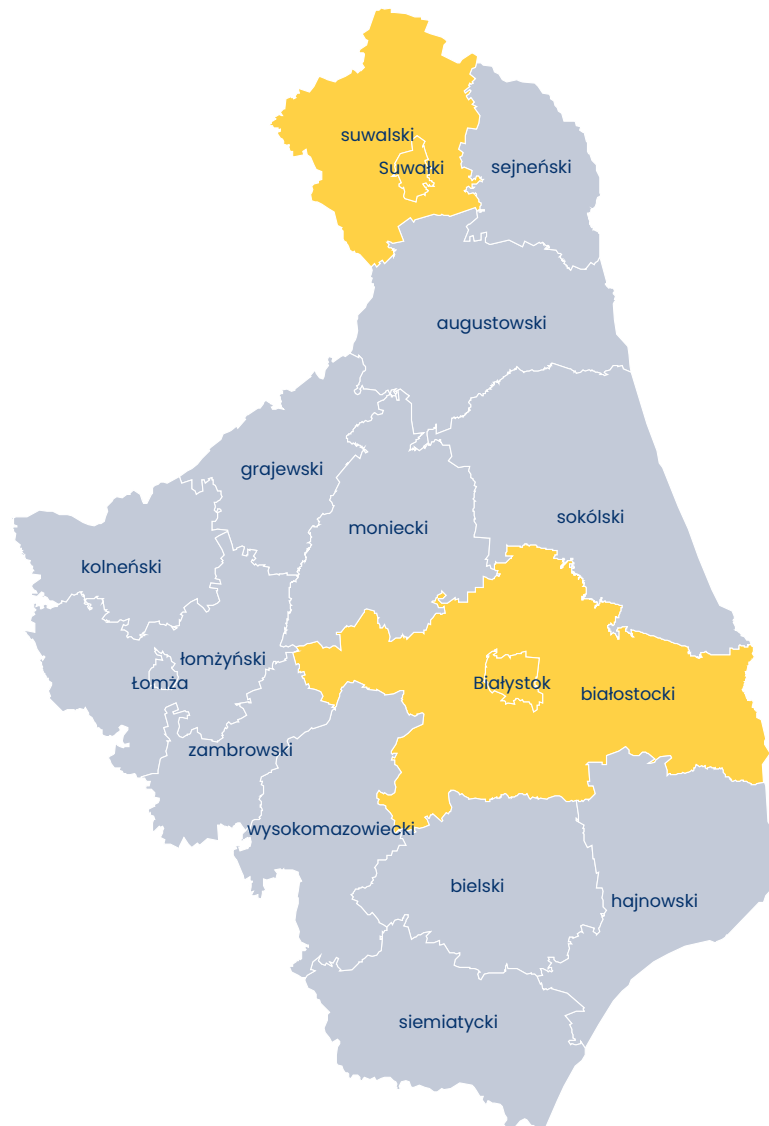 suwalski
Suwałki
sejneński
augustowski
grajewski
moniecki
sokólski
kolneński
łomżyński
Łomża
Białystok
białostocki
zambrowski
wysokomazowiecki
bielski
hajnowski
siemiatycki